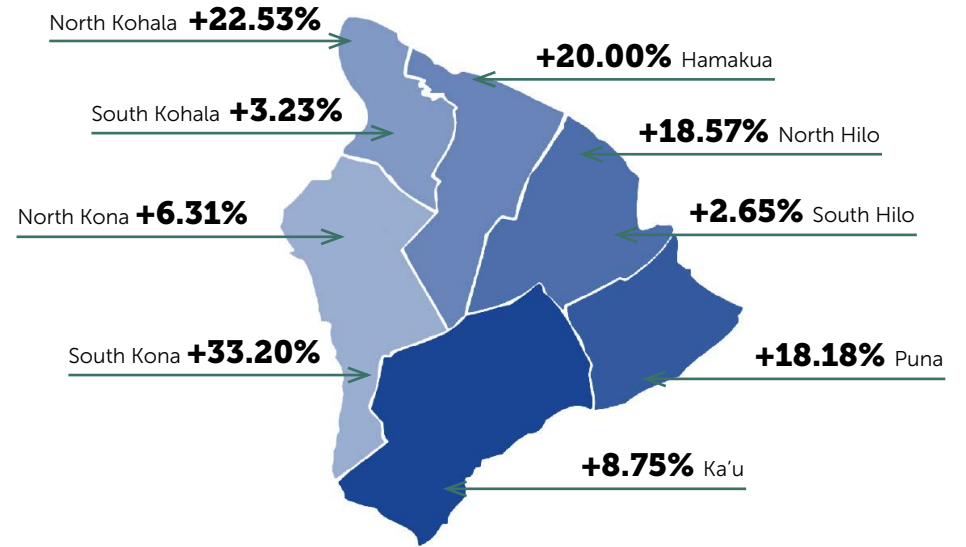 North Kohala +22.53%
+20.00% Hamakua
South Kohala +3.23%
+18.57% North Hilo
North Kona +6.31%
+2.65% South Hilo
South Kona +33.20%
+18.18% Puna
+8.75% Ka‘u